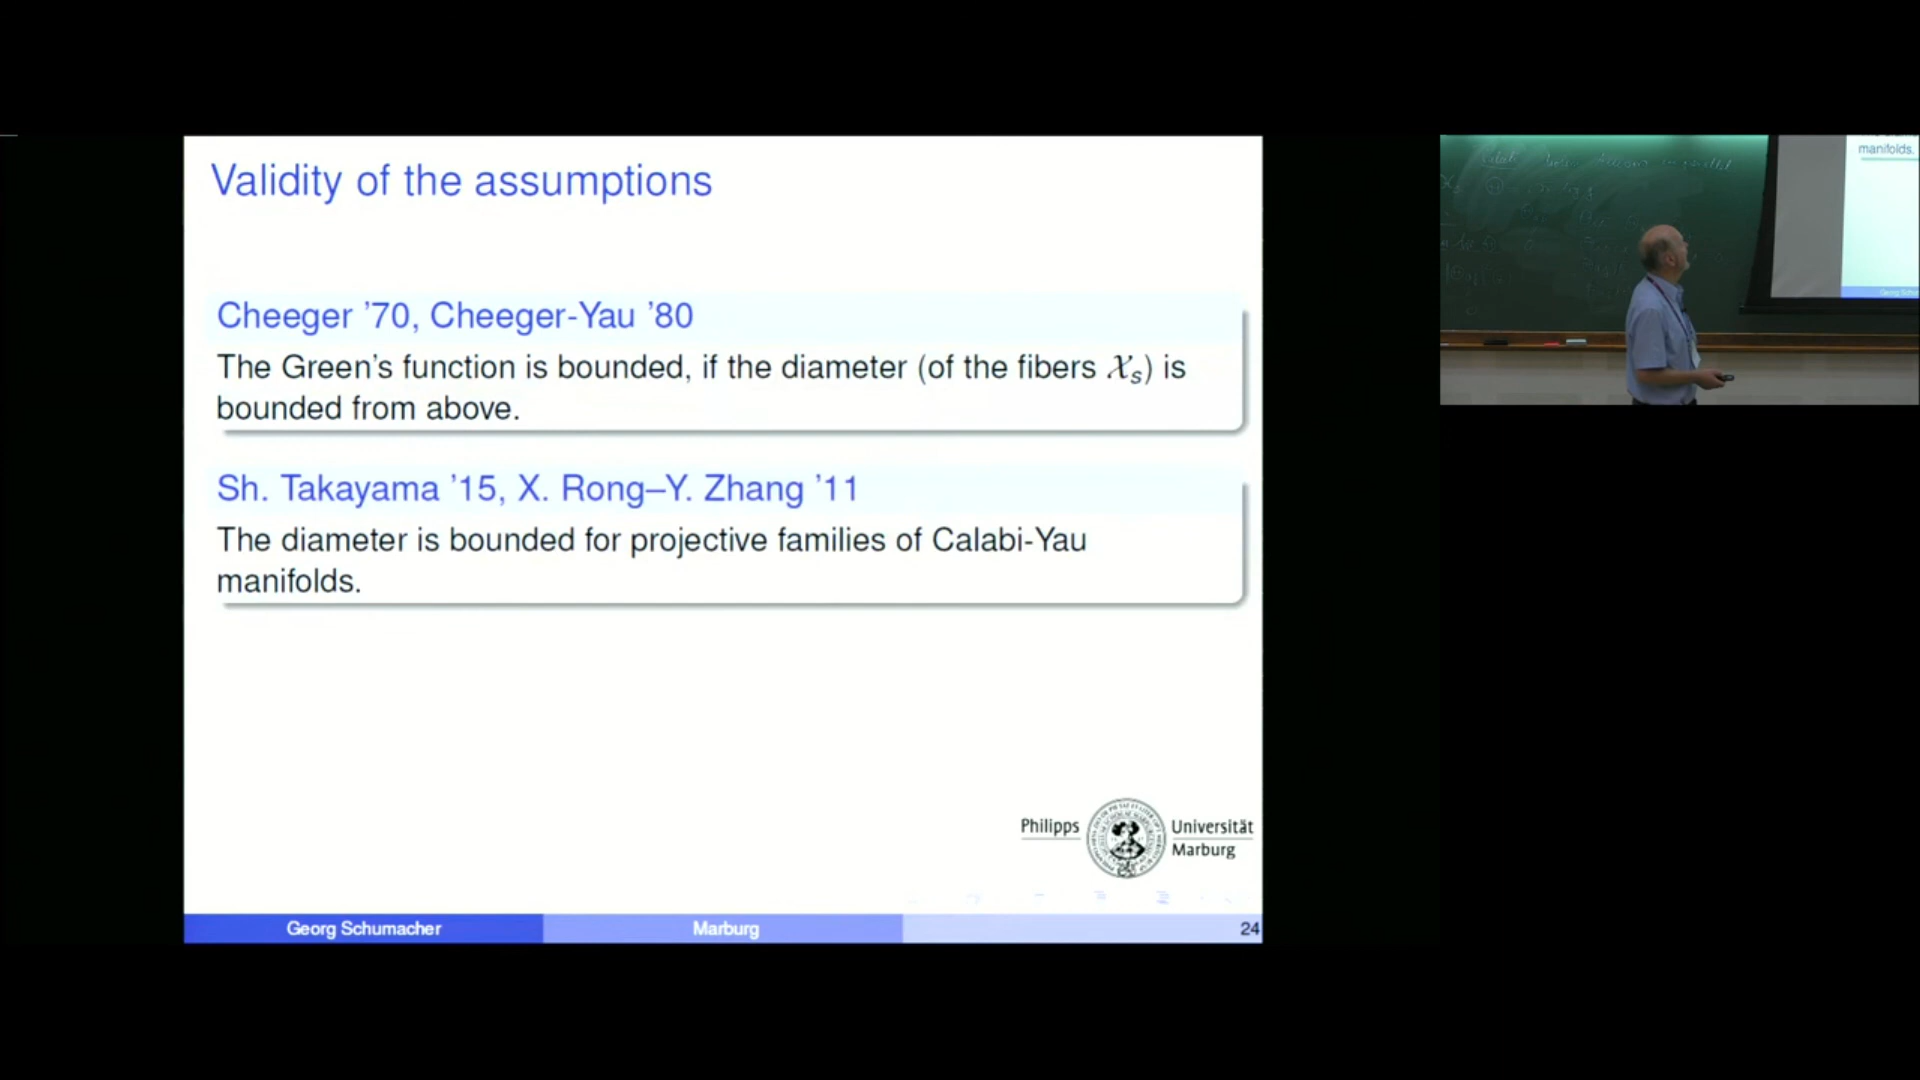 Validity of the assumptions
Cheeger '70, Cheeger-Yau '80
The Green's function is bounded, if the diameter (of the fibers 𝒳ₛ) is
bounded from above.
Sh. Takayama '15, X. Rong–Y. Zhang '11
The diameter is bounded for projective families of Calabi-Yau
manifolds.
Philipps
Universität
Marburg
Georg Schumacher
Marburg
24
manifolds.